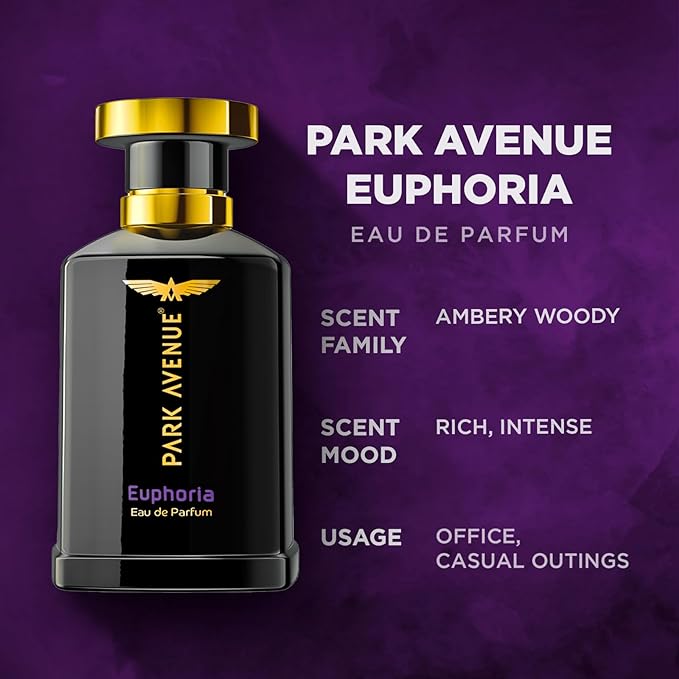 PARK AVENUE®
Euphoria
Eau de Parfum
PARK AVENUE
EUPHORIA
EAU DE PARFUM
SCENT
FAMILY
AMBERY WOODY
SCENT
MOOD
RICH, INTENSE
USAGE
OFFICE,
CASUAL OUTINGS